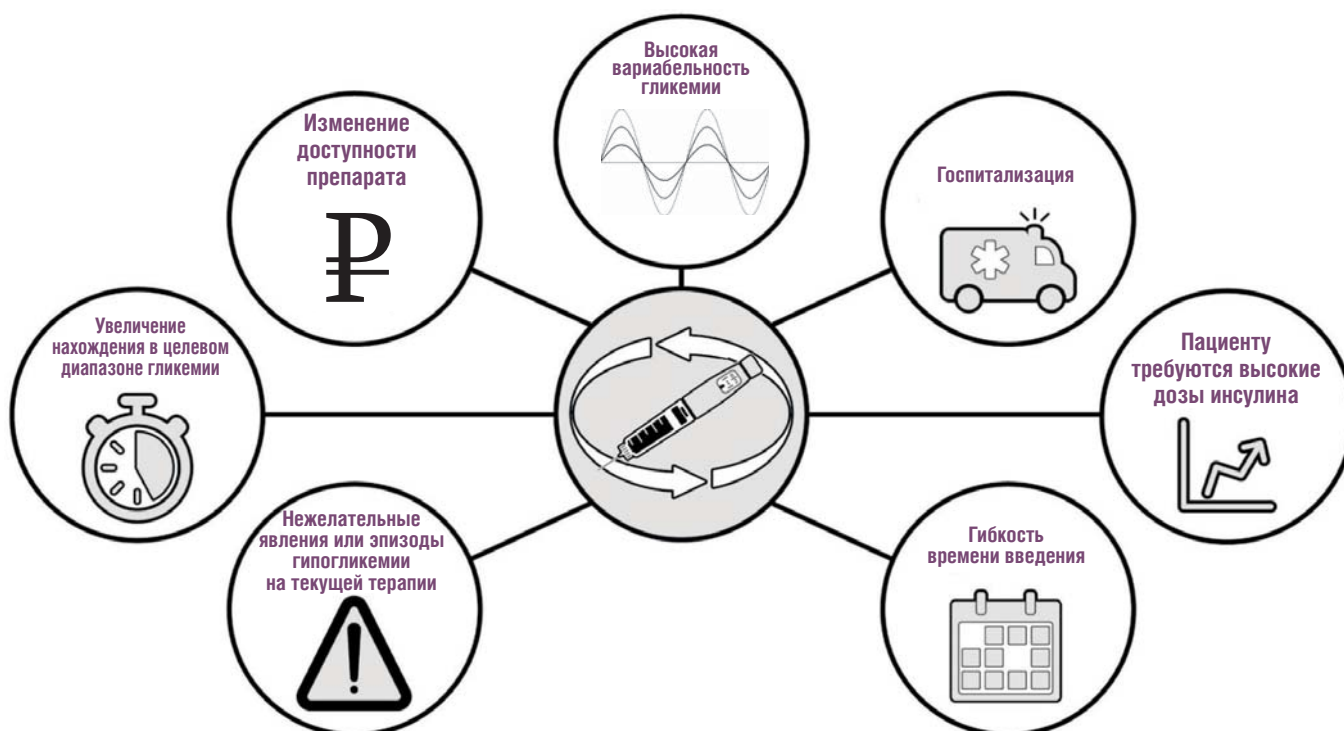 Высокая
вариабельность
гликемии
Изменение
доступности
препарата
₽
Госпитализация
Увеличение
нахождения в целевом
диапазоне гликемии
Пациенту
требуются высокие
дозы инсулина
Нежелательные
явления или эпизоды
гипогликемии
на текущей терапии
Гибкость
времени введения